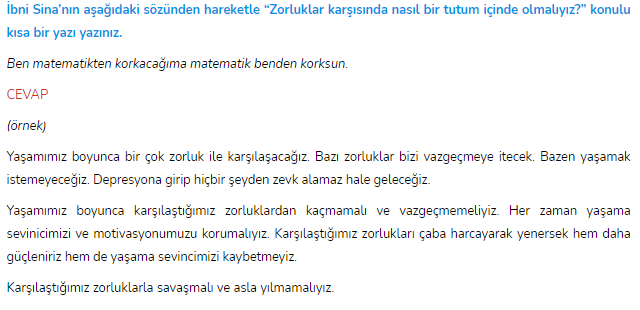 İbni Sina'nın aşağıdaki sözünden hareketle “Zorluklar karşısında nasıl bir tutum içinde olmalıyız?” konulu
kısa bir yazı yazınız.
Ben matematikten korkacağıma matematik benden korksun.
CEVAP
(örnek)
Yaşamımız boyunca bir çok zorluk ile karşılaşacağız. Bazı zorluklar bizi vazgeçmeye itecek. Bazen yaşamak
istemeyeceğiz. Depresyona girip hiçbir şeyden zevk alamaz hale geleceğiz.
Yaşamımız boyunca karşılaştığımız zorluklardan kaçmamalı ve vazgeçmemeliyiz. Her zaman yaşama
sevinicimizi ve motivasyonumuzu korumalıyız. Karşılaştığımız zorlukları çaba harcayarak yenersek hem daha
güçleniriz hem de yaşama sevincimizi kaybetmeyiz.
Karşılaştığımız zorluklarla savaşmalı ve asla yılmamalıyız.